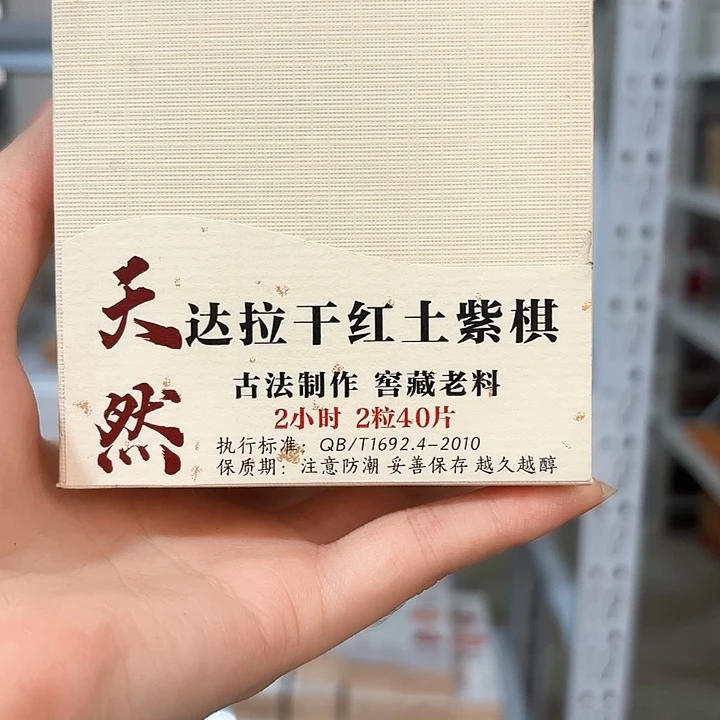 天然
达拉干红土紫棋
古法制作 窖藏老料
2小时 2粒40片
执行标准: QB/T1692.4-2010
保质期: 注意防潮 妥善保存 越久越醇